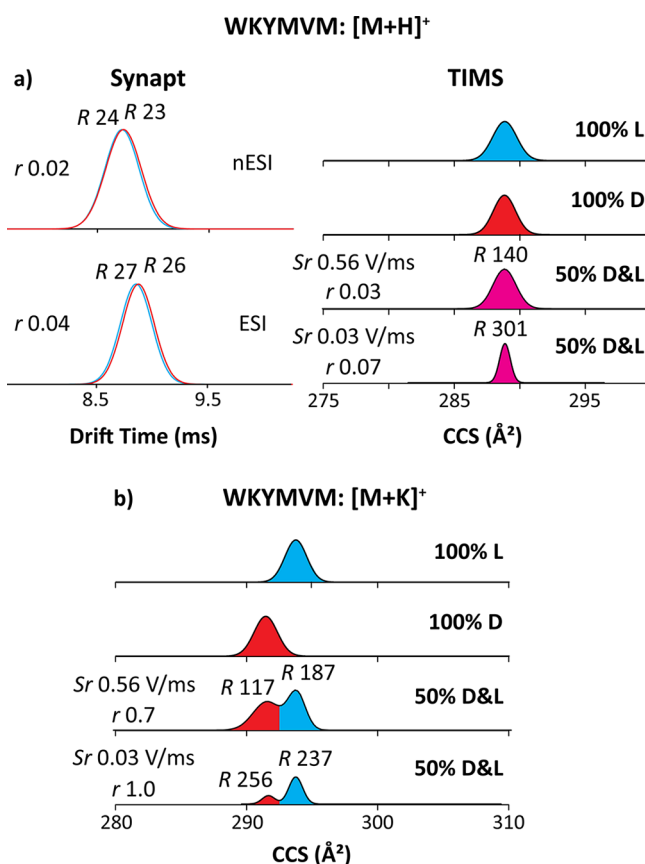 WKYMVM: [M+H]⁺
a) Synapt TIMS
R 24 R 23
r 0.02 nESI
100% L
100% D
R 27 R 26
r 0.04 ESI
Sr 0.56 V/ms R 140 50% D&L
r 0.03
Sr 0.03 V/ms R 301 50% D&L
r 0.07
8.5 9.5 275 285 295
Drift Time (ms) CCS (Å²)
b) WKYMVM: [M+K]⁺
100% L
100% D
Sr 0.56 V/ms R 117 R 187 50% D&L
r 0.7
Sr 0.03 V/ms R 256 R 237 50% D&L
r 1.0
280 290 300 310
CCS (Å²)